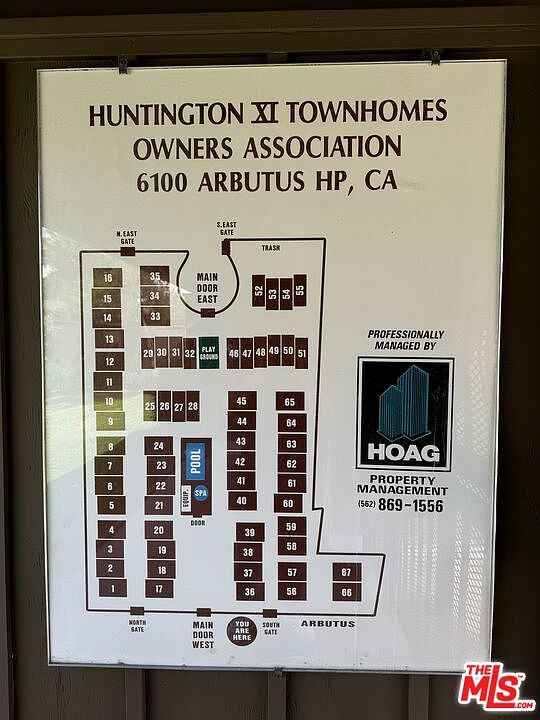 HUNTINGTON XI TOWNHOMES
OWNERS ASSOCIATION
6100 ARBUTUS HP, CA
N. EAST
GATE
S. EAST
GATE
TRASH
MAIN
DOOR
EAST
16
15
14
13
12
11
10
9
8
7
6
5
4
3
2
1
35
34
33
52 53 54 55
29 30 31 32
PLAY
GROUND
46 47 48 49 50 51
25 26 27 28
24
23
22
21
20
19
18
17
POOL
SPA
EQUIP.
DOOR
45
44
43
42
41
40
39
38
37
36
65
64
63
62
61
60
59
58
57
56
67
66
NORTH
GATE
MAIN
DOOR
WEST
YOU
ARE
HERE
SOUTH
GATE
ARBUTUS
PROFESSIONALLY
MANAGED BY
HOAG
PROPERTY
MANAGEMENT
(562) 869-1556
THE
MLS
.COM